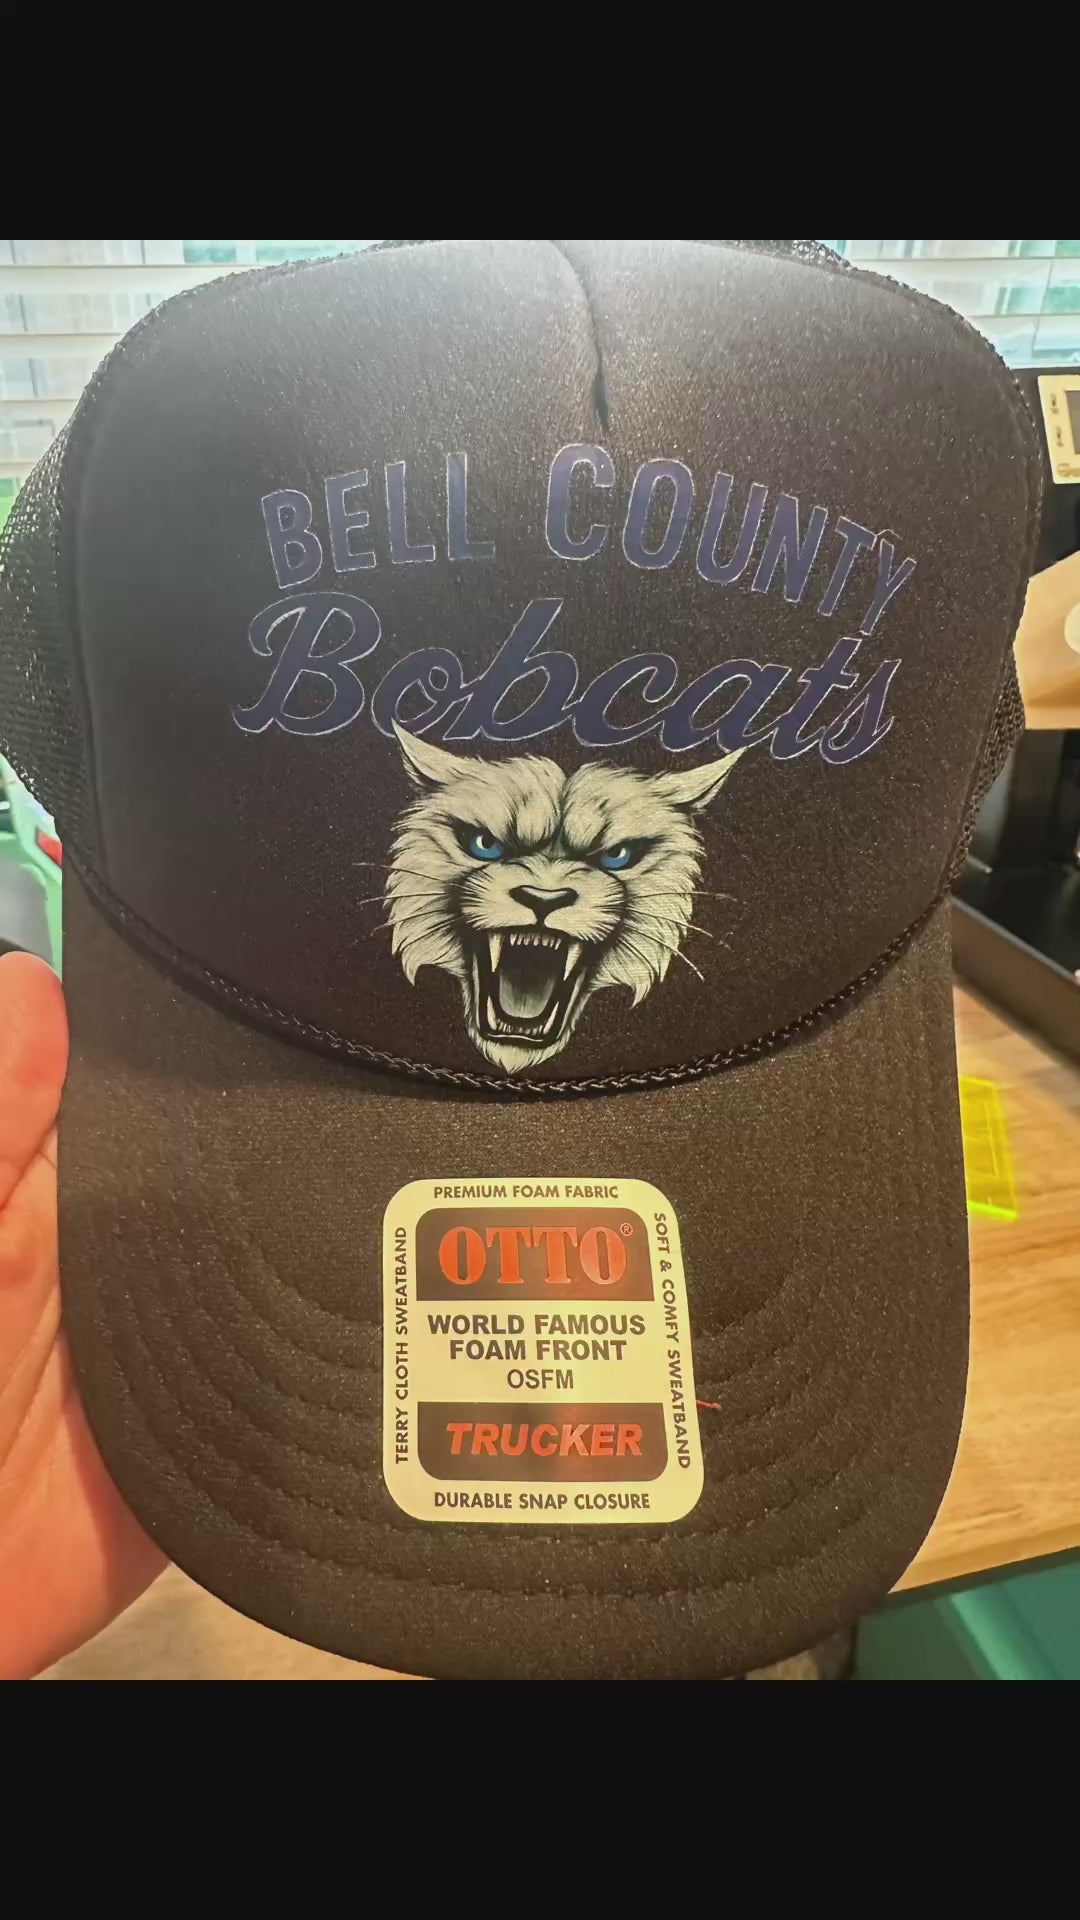 BELL COUNTY
Bobcats
PREMIUM FOAM FABRIC
TERRY CLOTH SWEATBAND
OTTO®
WORLD FAMOUS
FOAM FRONT
OSFM
TRUCKER
SOFT & COMFY SWEATBAND
DURABLE SNAP CLOSURE